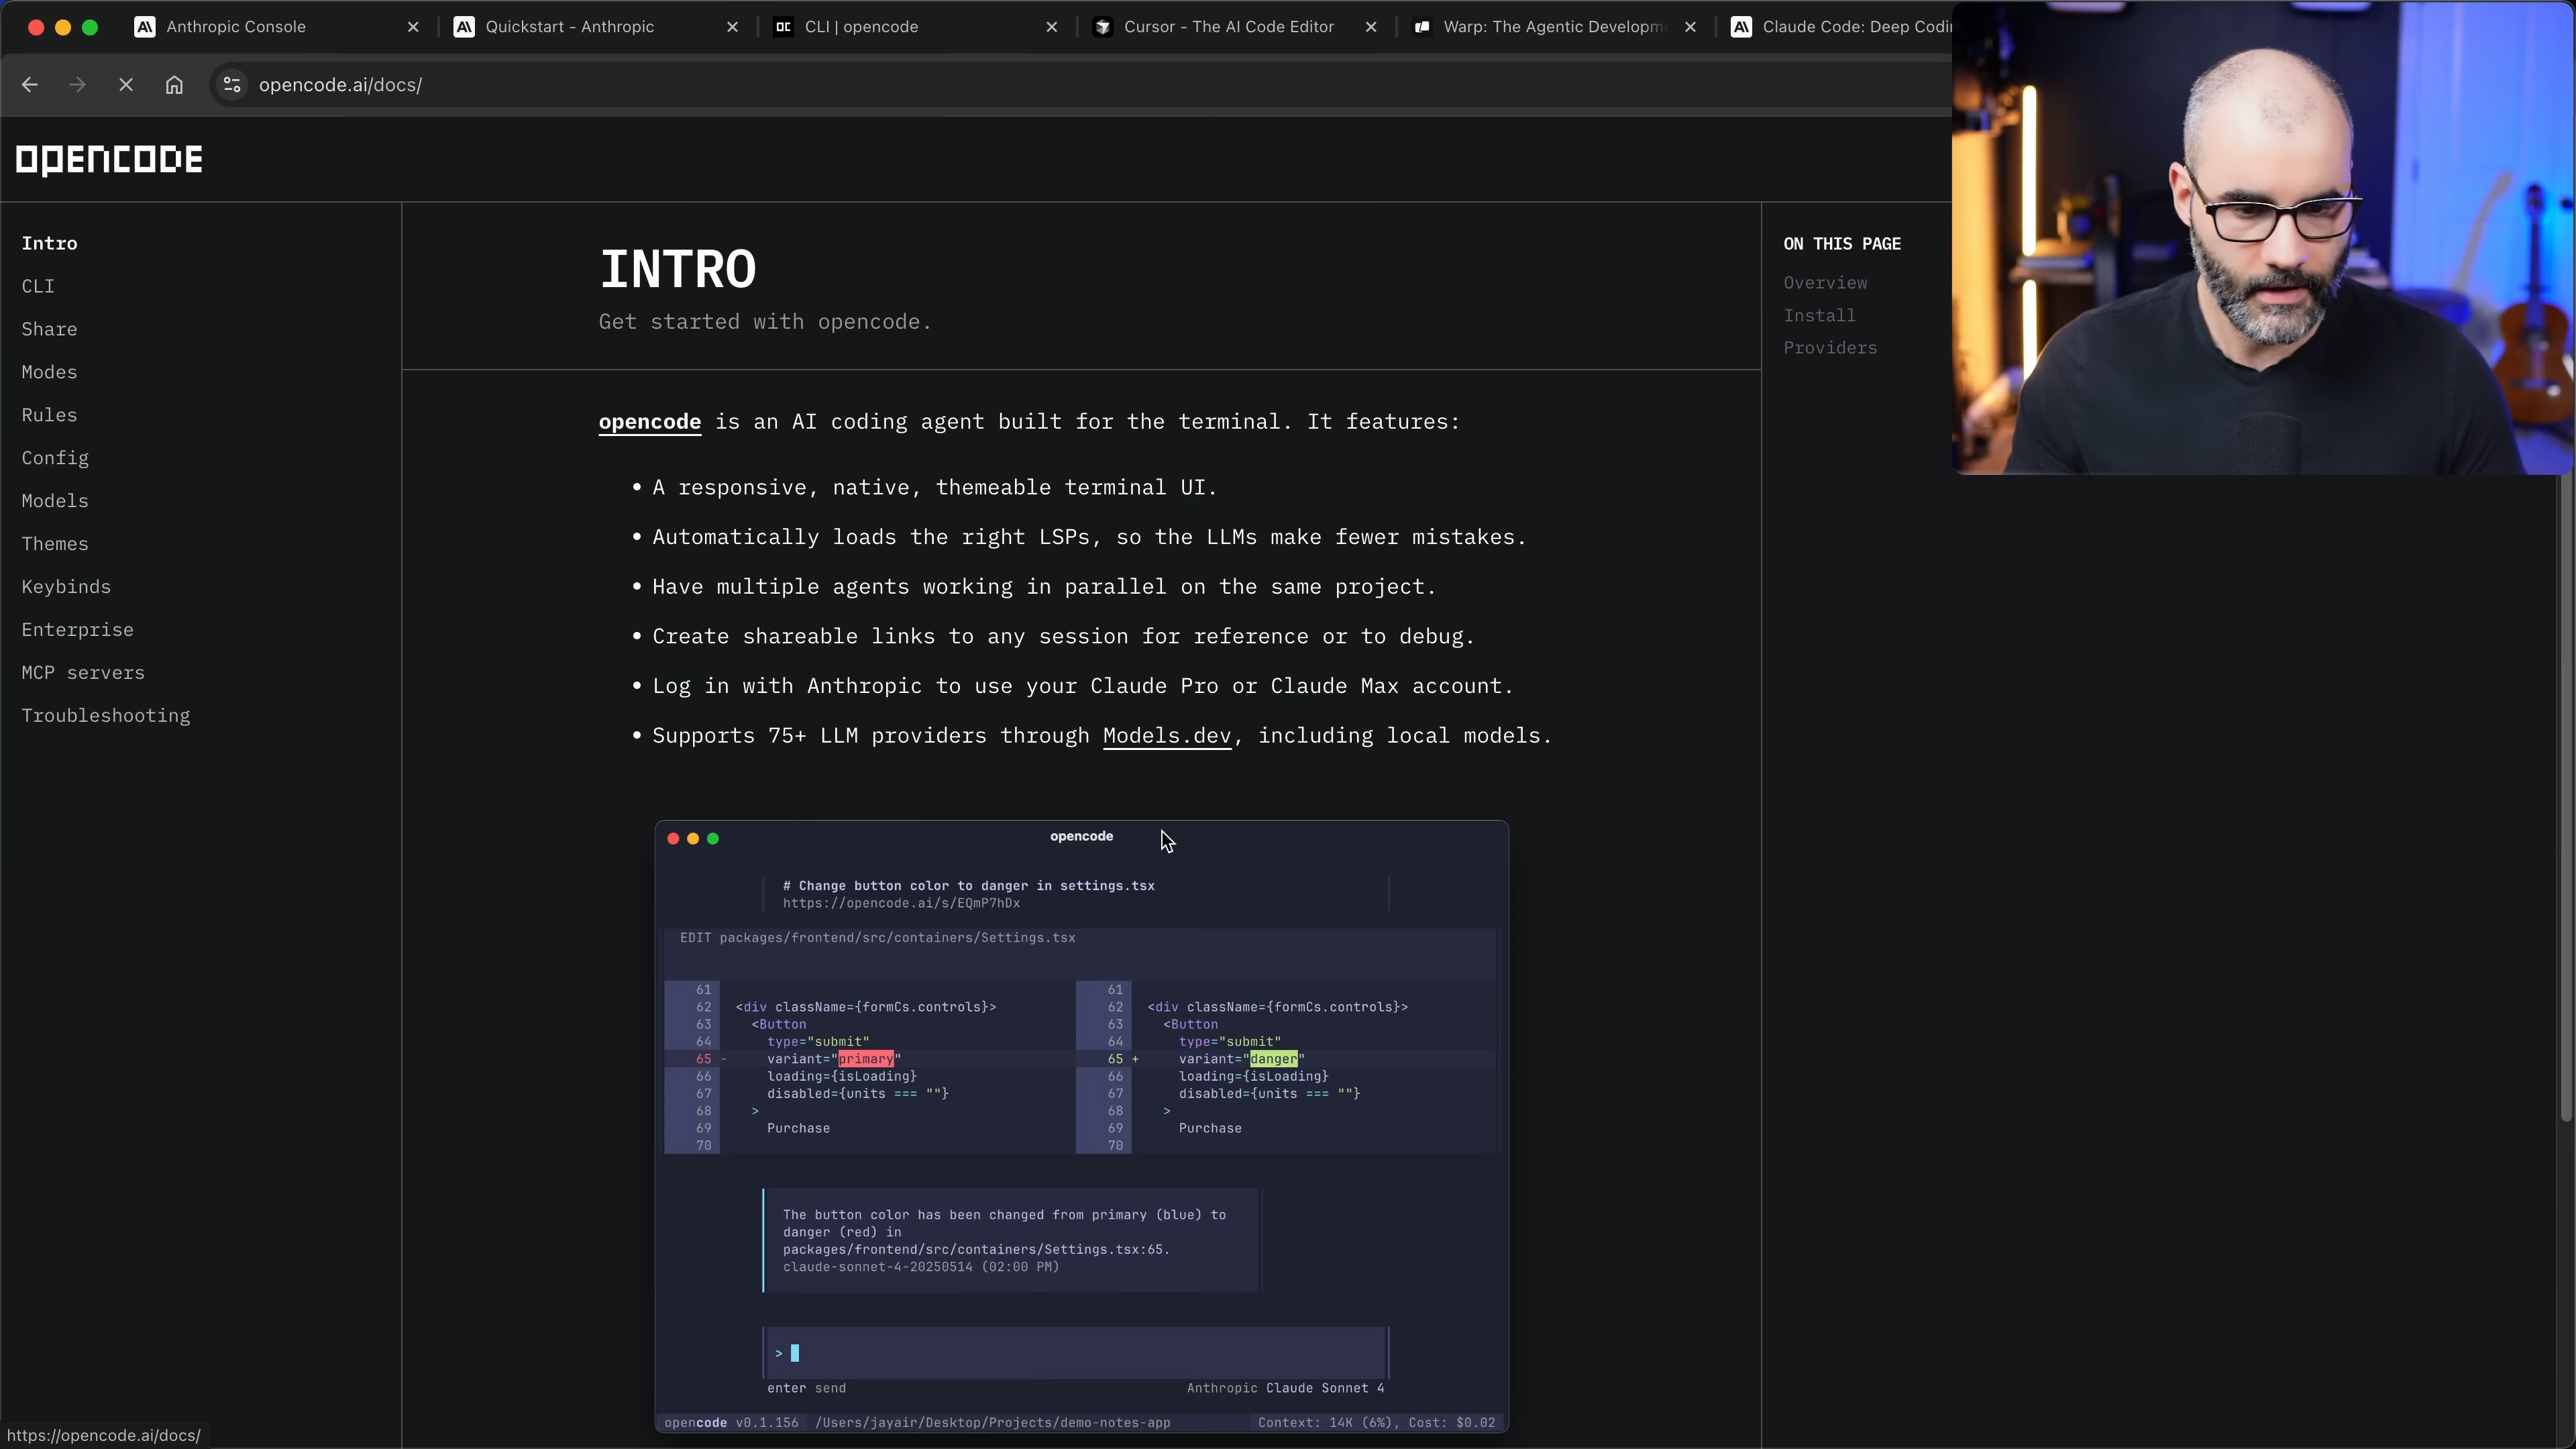 Anthropic Console
Quickstart - Anthropic
CLI | opencode
Cursor - The AI Code Editor
Warp: The Agentic Developm
Claude Code: Deep Codi
opencode.ai/docs/
opencode
Intro
CLI
Share
Modes
Rules
Config
Models
Themes
Keybinds
Enterprise
MCP servers
Troubleshooting
INTRO
Get started with opencode.
opencode is an AI coding agent built for the terminal. It features:
• A responsive, native, themeable terminal UI.
• Automatically loads the right LSPs, so the LLMs make fewer mistakes.
• Have multiple agents working in parallel on the same project.
• Create shareable links to any session for reference or to debug.
• Log in with Anthropic to use your Claude Pro or Claude Max account.
• Supports 75+ LLM providers through Models.dev, including local models.
ON THIS PAGE
Overview
Install
Providers
opencode
# Change button color to danger in settings.tsx
https://opencode.ai/s/EQmP7hDx
EDIT packages/frontend/src/containers/Settings.tsx
61
62 <div className={formCs.controls}>
63 <Button
64 type="submit"
65 - variant="primary"
66 loading={isLoading}
67 disabled={units === ""}
68 >
69 Purchase
70
61
62 <div className={formCs.controls}>
63 <Button
64 type="submit"
65 + variant="danger"
66 loading={isLoading}
67 disabled={units === ""}
68 >
69 Purchase
70
The button color has been changed from primary (blue) to
danger (red) in
packages/frontend/src/containers/Settings.tsx:65.
claude-sonnet-4-20250514 (02:00 PM)
>
enter send
Anthropic Claude Sonnet 4
opencode v0.1.156 /Users/jayair/Desktop/Projects/demo-notes-app
Context: 14K (6%), Cost: $0.02
https://opencode.ai/docs/